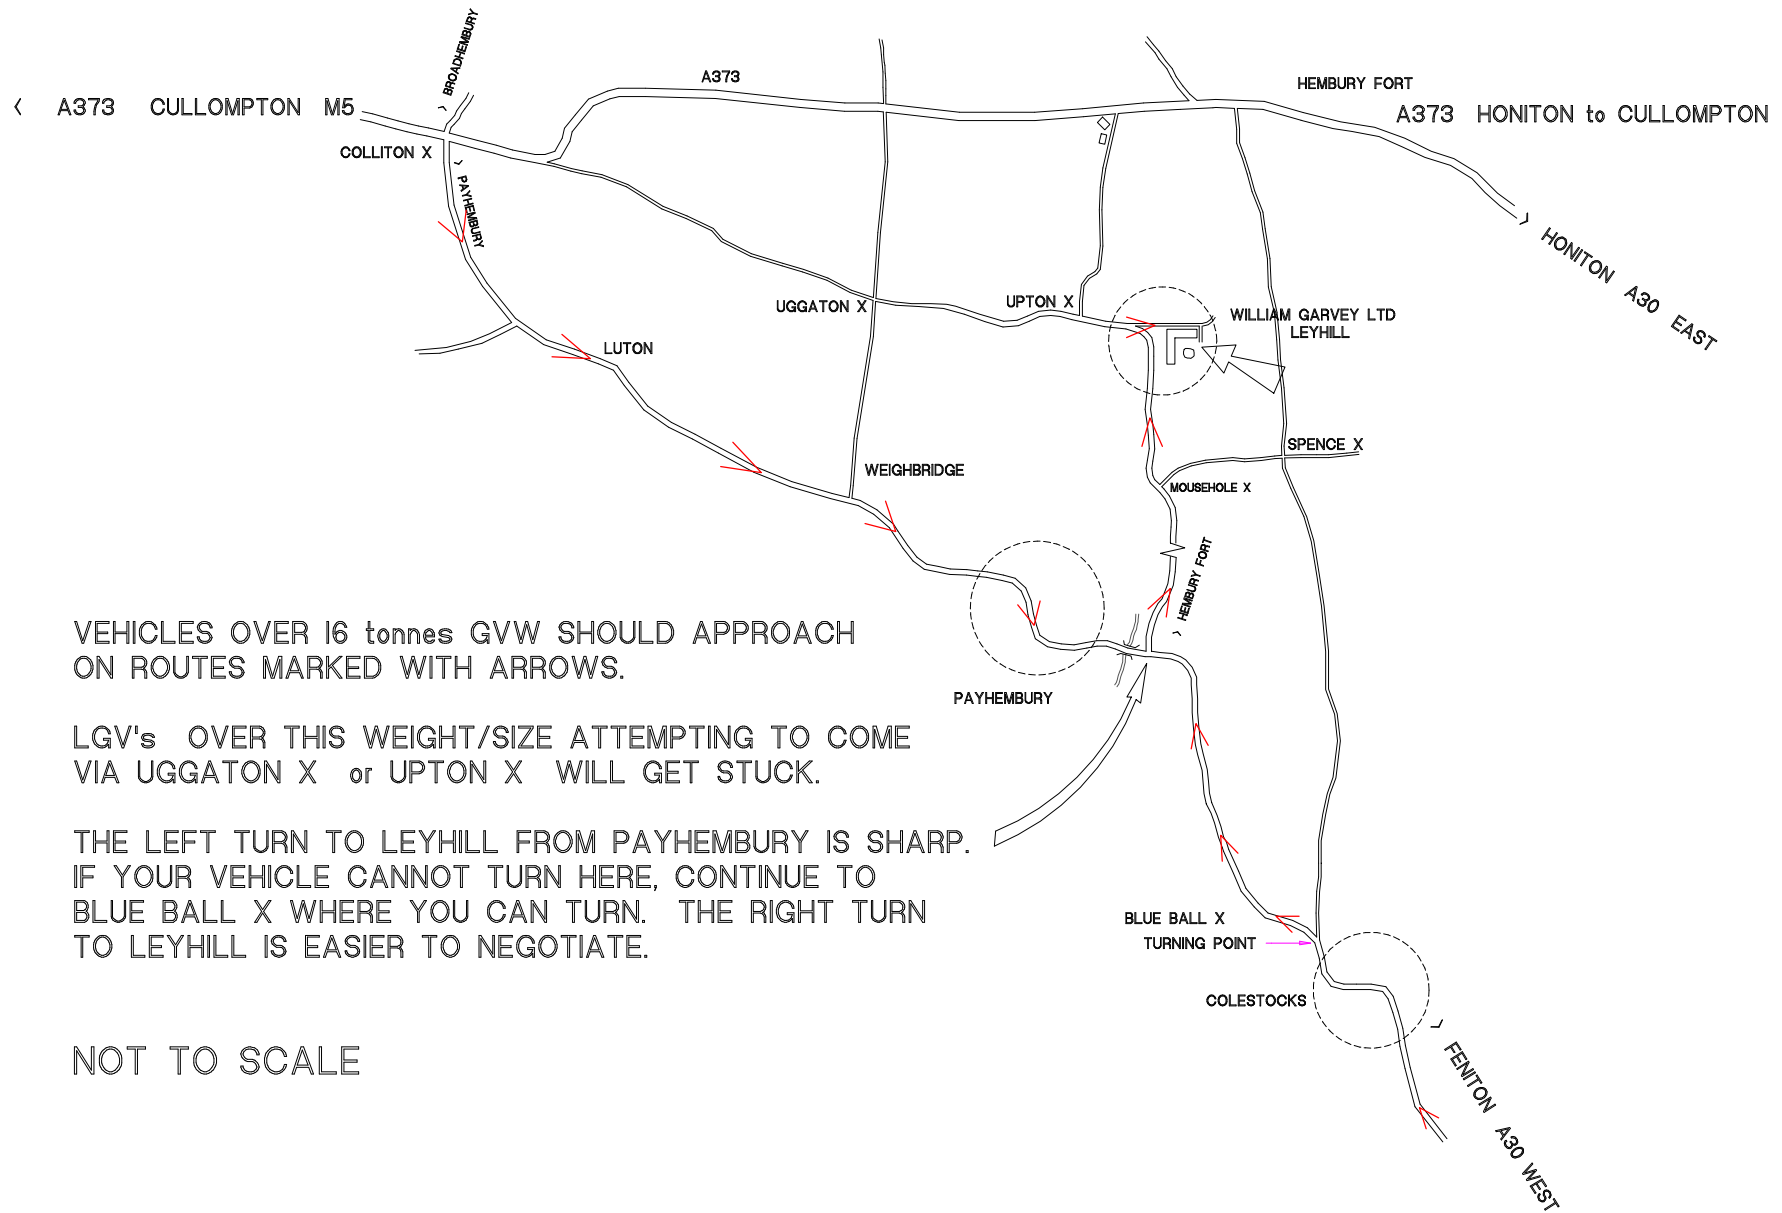 BROADHEMBURY
A373
HEMBURY FORT
< A373 CULLOMPTON M5
A373 HONITON to CULLOMPTON
COLLITON X
> PAYHEMBURY
> HONITON A30 EAST
UGGATON X
UPTON X
WILLIAM GARVEY LTD
LEYHILL
LUTON
SPENCE X
WEIGHBRIDGE
MOUSEHOLE X
> HEMBURY FORT
VEHICLES OVER 16 tonnes GVW SHOULD APPROACH
ON ROUTES MARKED WITH ARROWS.
PAYHEMBURY
LGV's OVER THIS WEIGHT/SIZE ATTEMPTING TO COME
VIA UGGATON X or UPTON X WILL GET STUCK.
THE LEFT TURN TO LEYHILL FROM PAYHEMBURY IS SHARP.
IF YOUR VEHICLE CANNOT TURN HERE, CONTINUE TO
BLUE BALL X WHERE YOU CAN TURN. THE RIGHT TURN
TO LEYHILL IS EASIER TO NEGOTIATE.
BLUE BALL X
TURNING POINT
COLESTOCKS
> FENITON A30 WEST
NOT TO SCALE